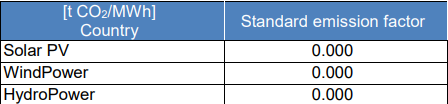 [t CO₂/MWh]
Country
Standard emission factor
Solar PV 0.000
WindPower 0.000
HydroPower 0.000